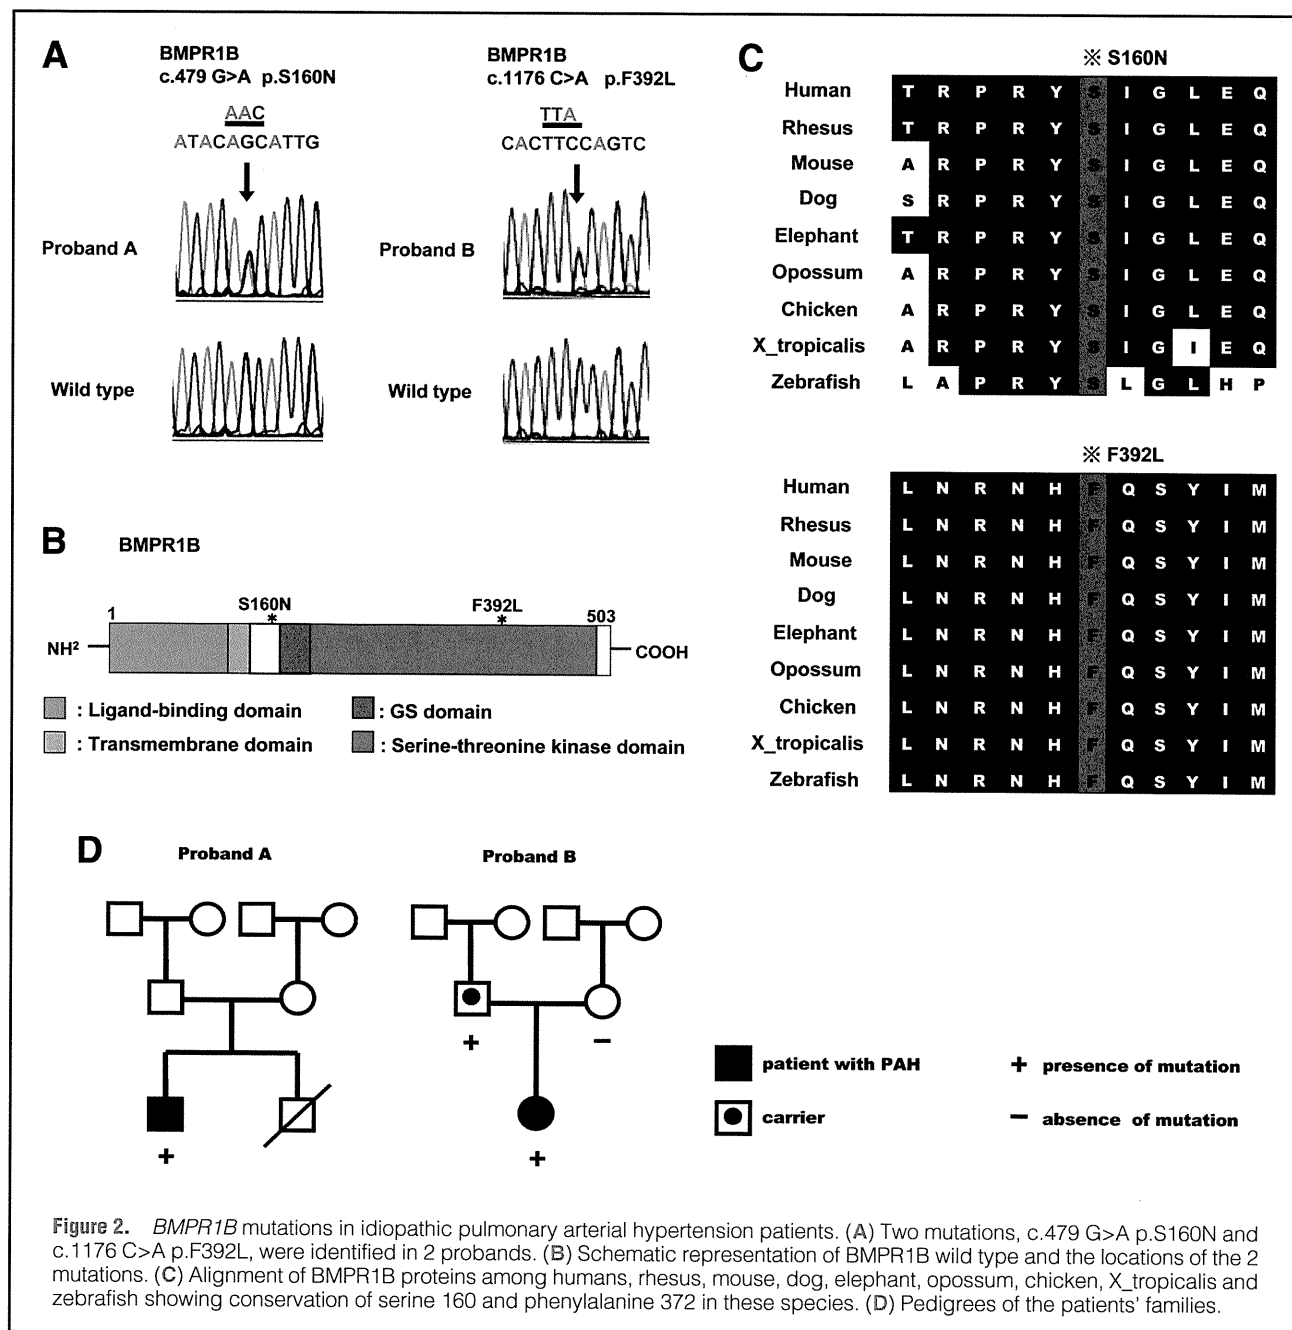 A
BMPR1B
c.479 G>A p.S160N
AAC
ATACAGCATTG
BMPR1B
c.1176 C>A p.F392L
TTA
CACTTCCAGTC
Proband A
Proband B
Wild type
Wild type
B
BMPR1B
1
S160N
*
F392L
*
503
NH²
COOH
: Ligand-binding domain
: GS domain
: Transmembrane domain
: Serine-threonine kinase domain
C
※ S160N
Human T R P R Y S I G L E Q
Rhesus T R P R Y S I G L E Q
Mouse A R P R Y S I G L E Q
Dog S R P R Y S I G L E Q
Elephant T R P R Y S I G L E Q
Opossum A R P R Y S I G L E Q
Chicken A R P R Y S I G L E Q
X_tropicalis A R P R Y S I G I E Q
Zebrafish L A P R Y S L G L H P
※ F392L
Human L N R N H F Q S Y I M
Rhesus L N R N H F Q S Y I M
Mouse L N R N H F Q S Y I M
Dog L N R N H F Q S Y I M
Elephant L N R N H F Q S Y I M
Opossum L N R N H F Q S Y I M
Chicken L N R N H F Q S Y I M
X_tropicalis L N R N H F Q S Y I M
Zebrafish L N R N H F Q S Y I M
D
Proband A
Proband B
+
+
−
+
patient with PAH
+ presence of mutation
carrier
− absence of mutation
Figure 2. BMPR1B mutations in idiopathic pulmonary arterial hypertension patients. (A) Two mutations, c.479 G>A p.S160N and
c.1176 C>A p.F392L, were identified in 2 probands. (B) Schematic representation of BMPR1B wild type and the locations of the 2
mutations. (C) Alignment of BMPR1B proteins among humans, rhesus, mouse, dog, elephant, opossum, chicken, X_tropicalis and
zebrafish showing conservation of serine 160 and phenylalanine 372 in these species. (D) Pedigrees of the patients' families.